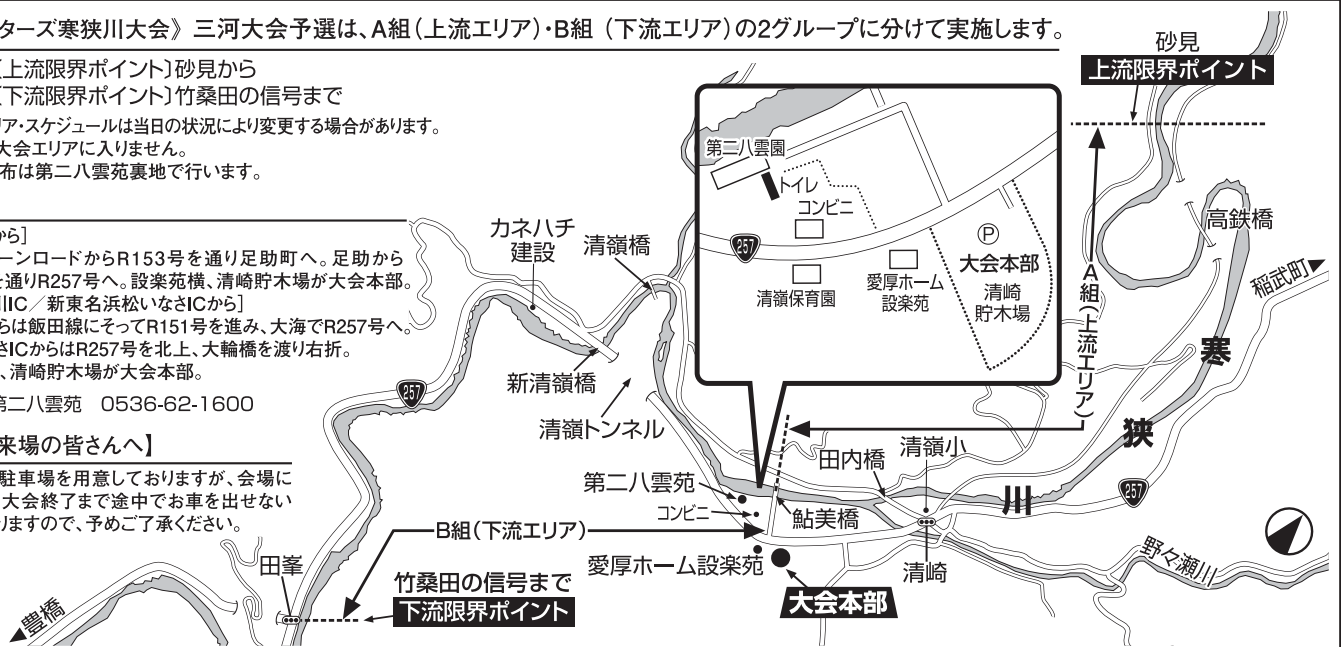 ターズ寒狭川大会》 三河大会予選は、A組（上流エリア）・B組（下流エリア）の2グループに分けて実施します。
［上流限界ポイント］砂見から
［下流限界ポイント］竹桑田の信号まで
リア・スケジュールは当日の状況により変更する場合があります。
大会エリアに入りません。
布は第二八雲苑裏地で行います。
から］
ーンロードからR153号を通り足助町へ。足助から
を通りR257号へ。設楽苑横、清崎貯木場が大会本部。
川IC／新東名浜松いなさICから］
らは飯田線にそってR151号を進み、大海でR257号へ。
さICからはR257号を北上、大輪橋を渡り右折。
、清崎貯木場が大会本部。
第二八雲苑　0536-62-1600
来場の皆さんへ】
駐車場を用意しておりますが、会場に
大会終了まで途中でお車を出せない
りますので、予めご了承ください。
砂見
上流限界ポイント
第二八雲園
トイレ
コンビニ
257
清嶺保育園
愛厚ホーム
設楽苑
P
大会本部
清崎
貯木場
高鉄橋
稲武町
A組（上流エリア）
カネハチ
建設
清嶺橋
新清嶺橋
清嶺トンネル
257
寒
狭
川
257
田内橋
清嶺小
第二八雲苑
コンビニ
鮎美橋
B組（下流エリア）
愛厚ホーム設楽苑
大会本部
清崎
野々瀬川
田峯
竹桑田の信号まで
下流限界ポイント
豊橋